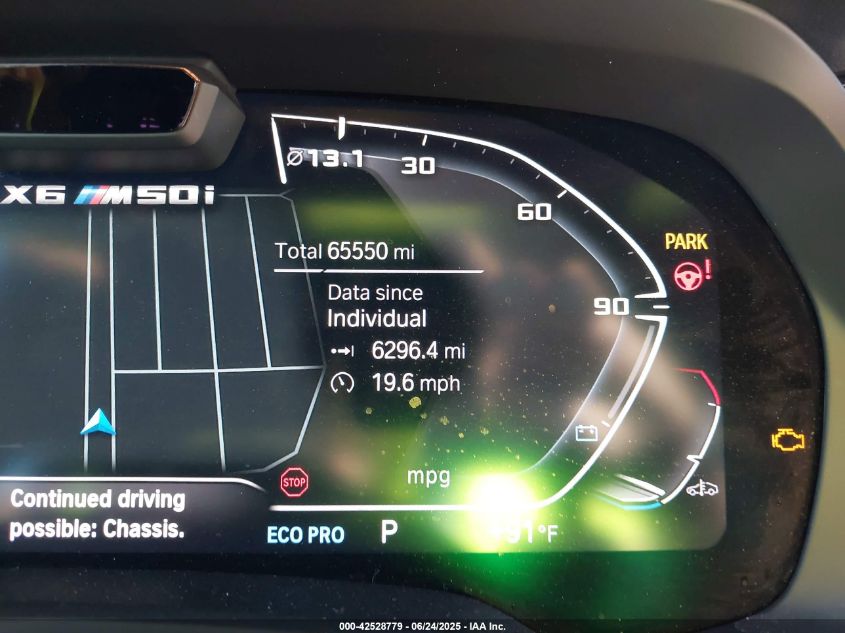 Ø13.1
30
X6 M50i
60
Total 65550 mi
PARK
Data since
Individual
90
6296.4 mi
19.6 mph
mpg
STOP
Continued driving
possible: Chassis.
ECO PRO P +91°F
000-42528779 - 06/24/2025 - IAA Inc.